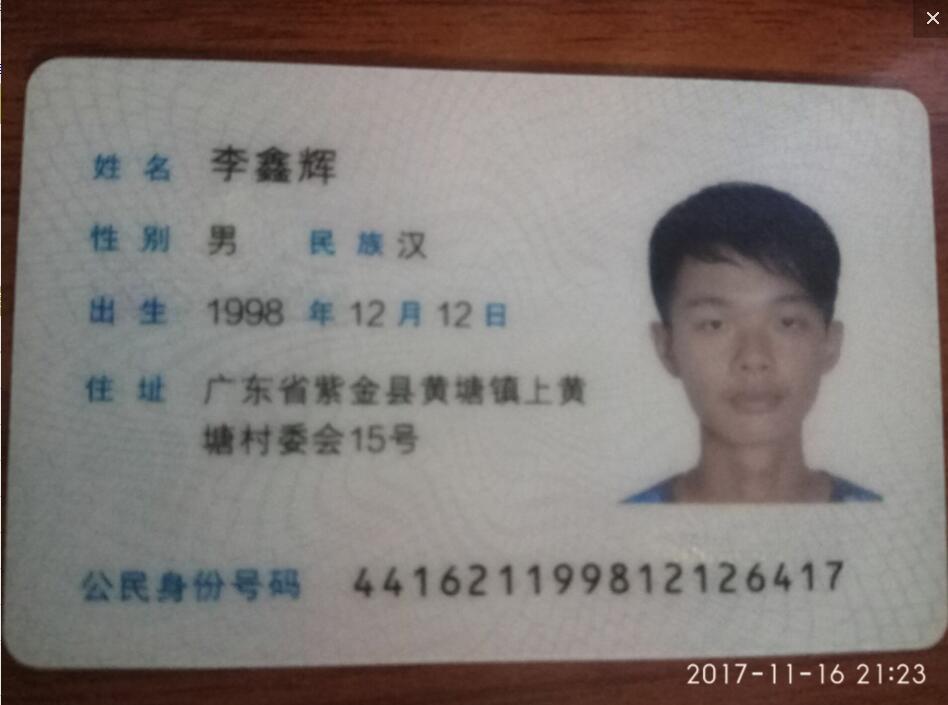 姓名 李鑫辉
性别 男 民族 汉
出生 1998 年 12 月 12 日
住址 广东省紫金县黄塘镇上黄
塘村委会15号
公民身份号码 441621199812126417
2017-11-16 21:23